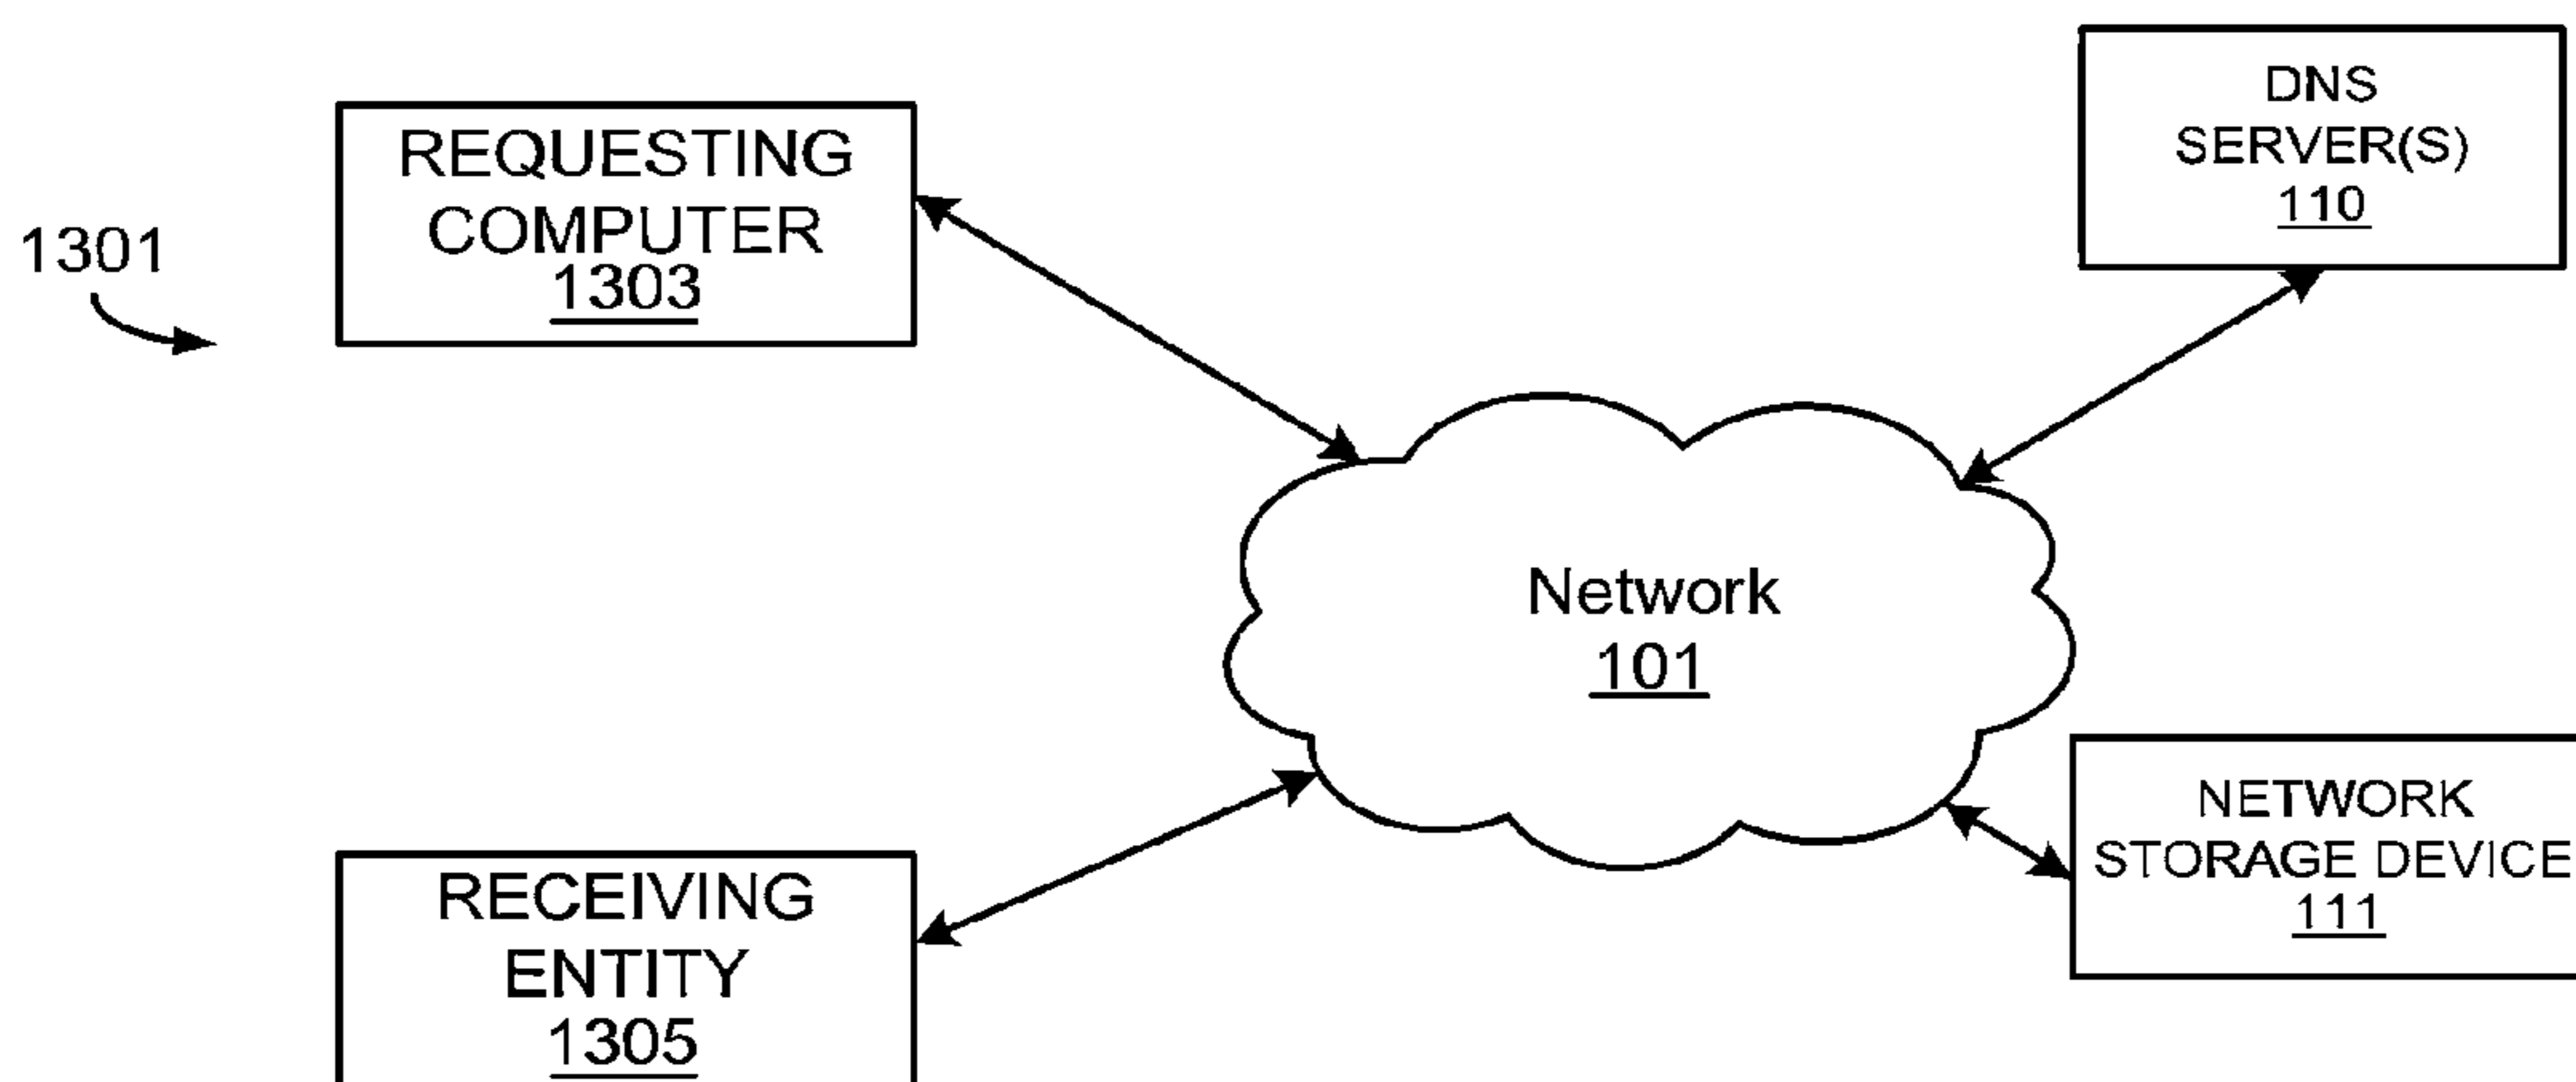 1301
REQUESTING
COMPUTER
1303
DNS
SERVER(S)
110
Network
101
RECEIVING
ENTITY
1305
NETWORK
STORAGE DEVICE
111